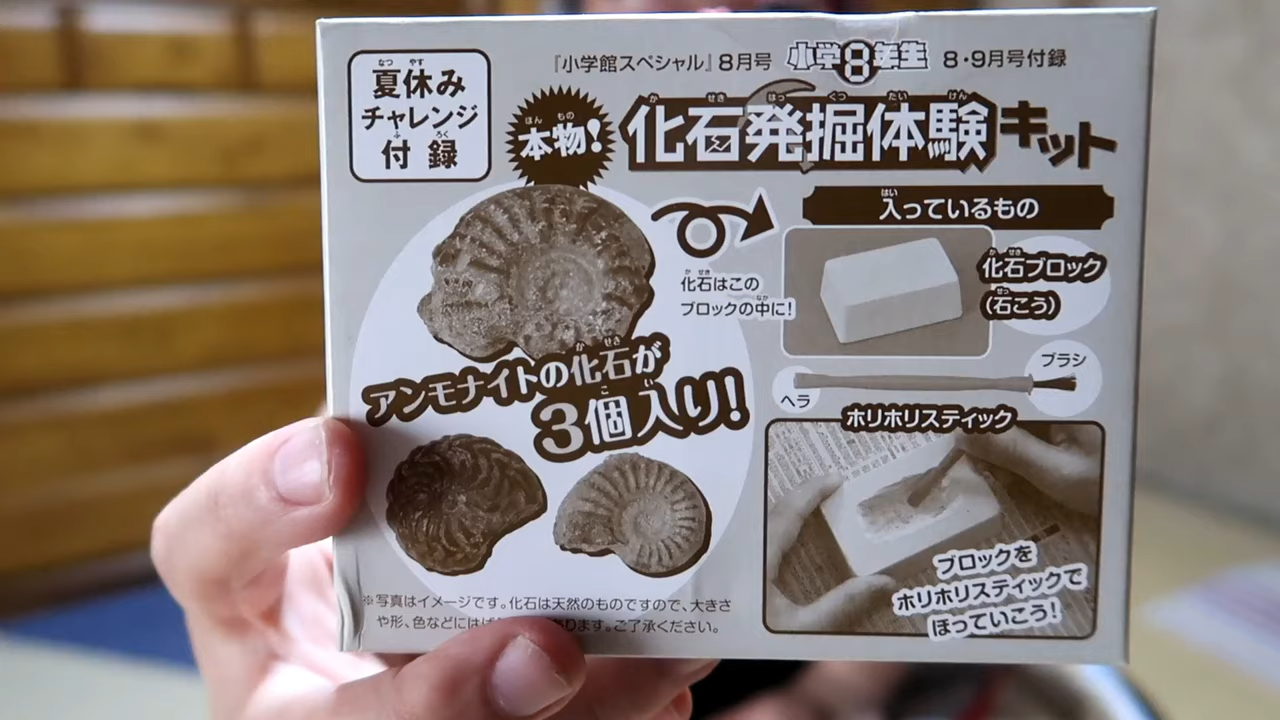 夏休み
チャレンジ
付録
『小学館スペシャル』8月号 小学8年生 8・9月号付録
本物!
化石発掘体験キット
入っているもの
化石はこの
ブロックの中に!
化石ブロック
(石こう)
ブラシ
ヘラ
ホリホリスティック
アンモナイトの化石が
3個入り!
ブロックを
ホリホリスティックで
ほっていこう!
※写真はイメージです。化石は天然のものですので、大きさ
や形、色などには あります。ご了承ください。